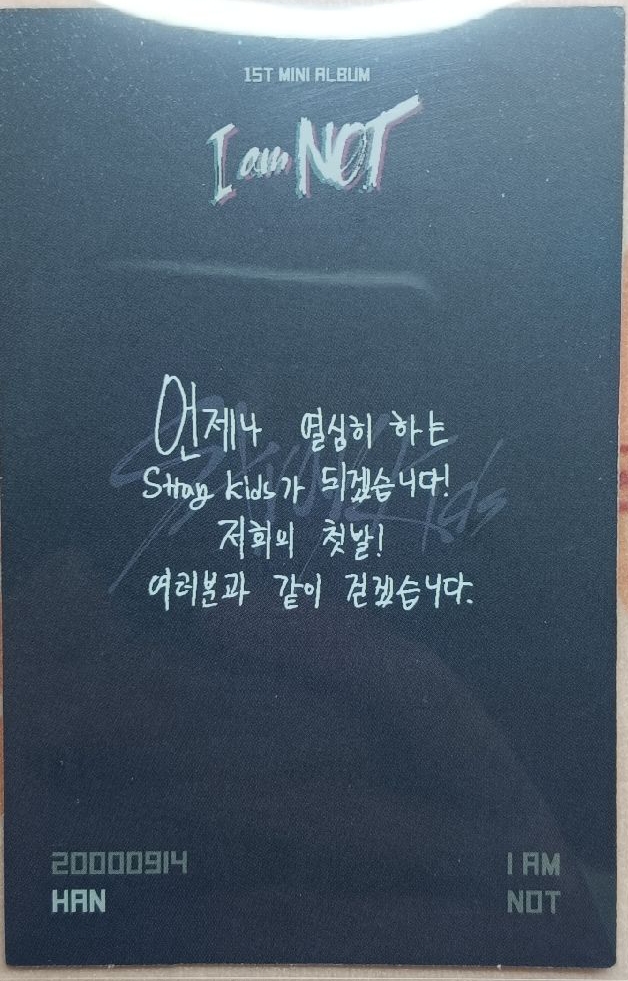 1ST MINI ALBUM
I am NOT
Stray Kids
언제나 열심히 하는
Stray Kids가 되겠습니다!
저희의 첫발!
여러분과 같이 걷겠습니다.
20000914
HAN
I AM
NOT